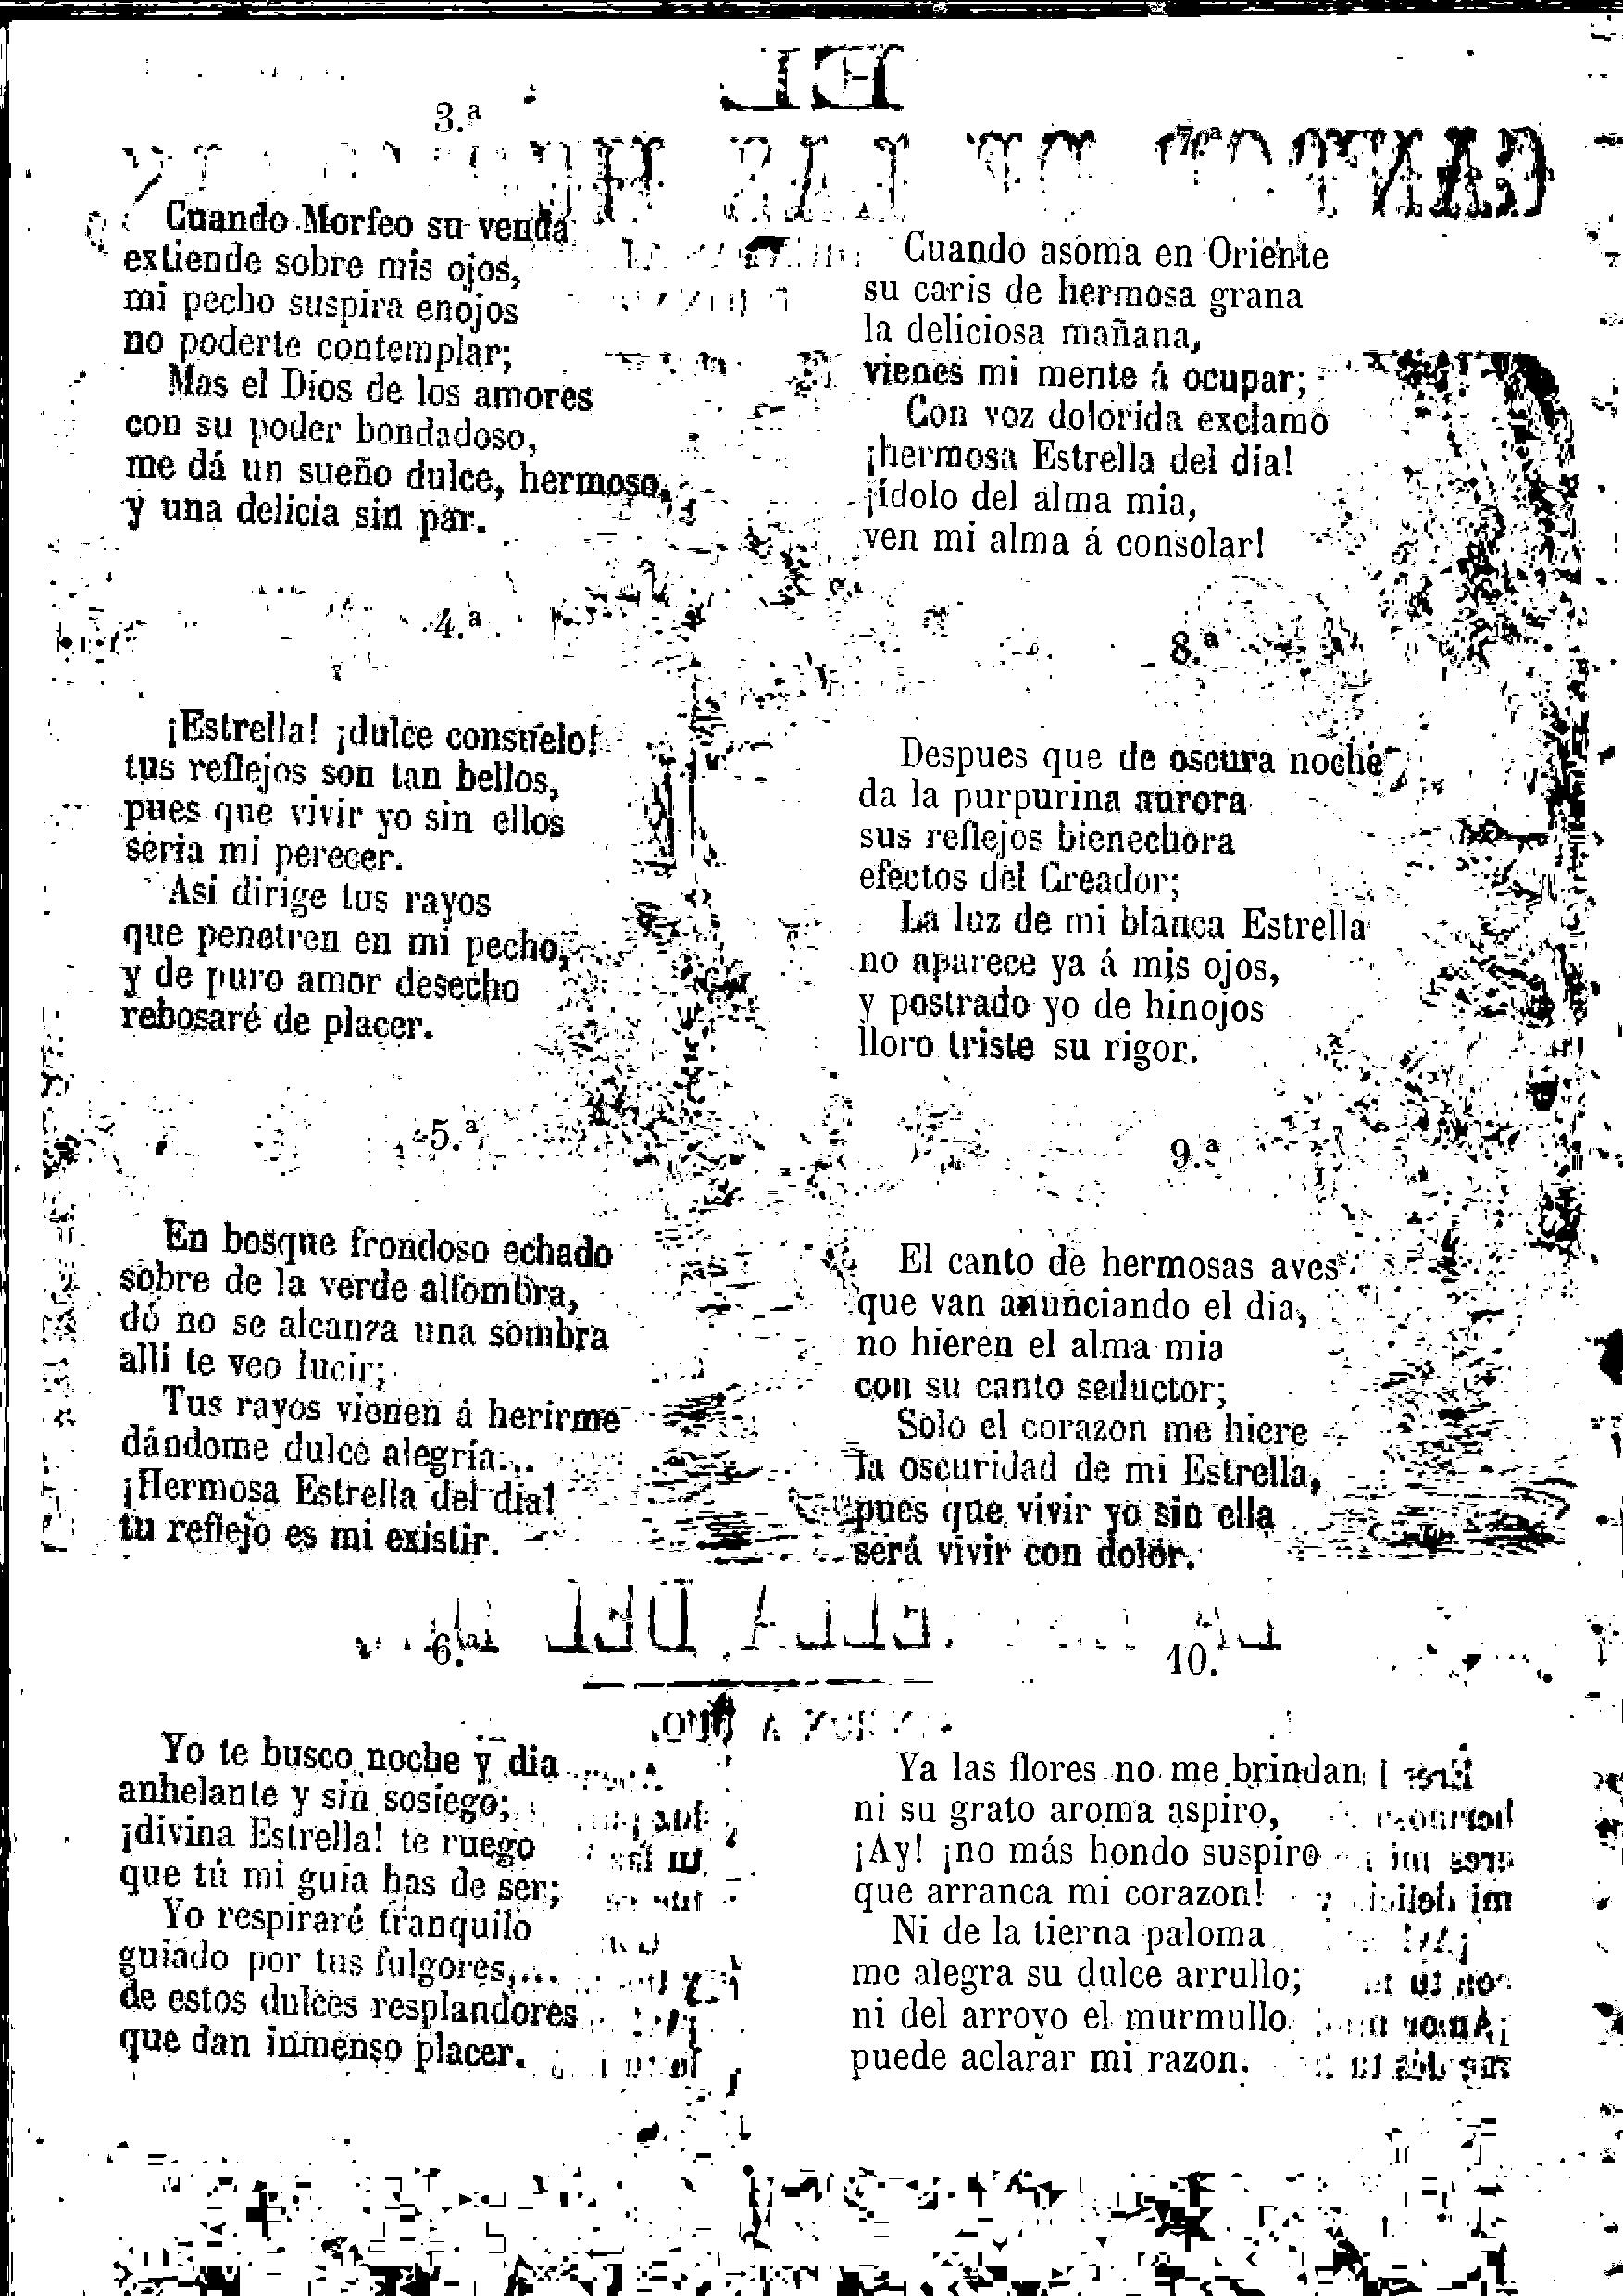 3.ª
Cuando Morfeo su venda
extiende sobre mis ojos,
mi pecho suspira enojos
no poderte contemplar;
Mas el Dios de los amores
con su poder bondadoso,
me dá un sueño dulce, hermoso,
y una delicia sin par.
4.ª
¡Estrella! ¡dulce consuelo!
tus reflejos son tan bellos,
pues que vivir yo sin ellos
seria mi perecer.
Asi dirige tus rayos
que penetren en mi pecho,
y de puro amor desecho
rebosaré de placer.
5.ª
En bosque frondoso echado
sobre de la verde alfombra,
dó no se alcanza una sombra
alli te veo lucir;
Tus rayos vienen á herirme
dándome dulce alegria...
¡Hermosa Estrella del dia!
tu reflejo es mi existir.
6.ª
Yo te busco noche y dia
anhelante y sin sosiego;
¡divina Estrella! te ruego
que tú mi guia has de ser;
Yo respiraré tranquilo
guiado por tus fulgores,...
de estos dulces resplandores
que dan inmenso placer.
7.ª
Cuando asoma en Oriente
su caris de hermosa grana
la deliciosa mañana,
vienes mi mente á ocupar;
Con voz dolorida exclamo
¡hermosa Estrella del dia!
¡ídolo del alma mia,
ven mi alma á consolar!
8.ª
Despues que de oscura noche
da la purpurina aurora
sus reflejos bienechora
efectos del Creador;
La luz de mi blanca Estrella
no aparece ya á mis ojos,
y postrado yo de hinojos
lloro triste su rigor.
9.ª
El canto de hermosas aves
que van anunciando el dia,
no hieren el alma mia
con su canto seductor;
Solo el corazon me hiere
la oscuridad de mi Estrella,
pues que vivir yo sin ella
será vivir con dolor.
10.
Ya las flores no me brindan
ni su grato aroma aspiro,
¡Ay! ¡no más hondo suspiro
que arranca mi corazon!
Ni de la tierna paloma
me alegra su dulce arrullo;
ni del arroyo el murmullo
puede aclarar mi razon.